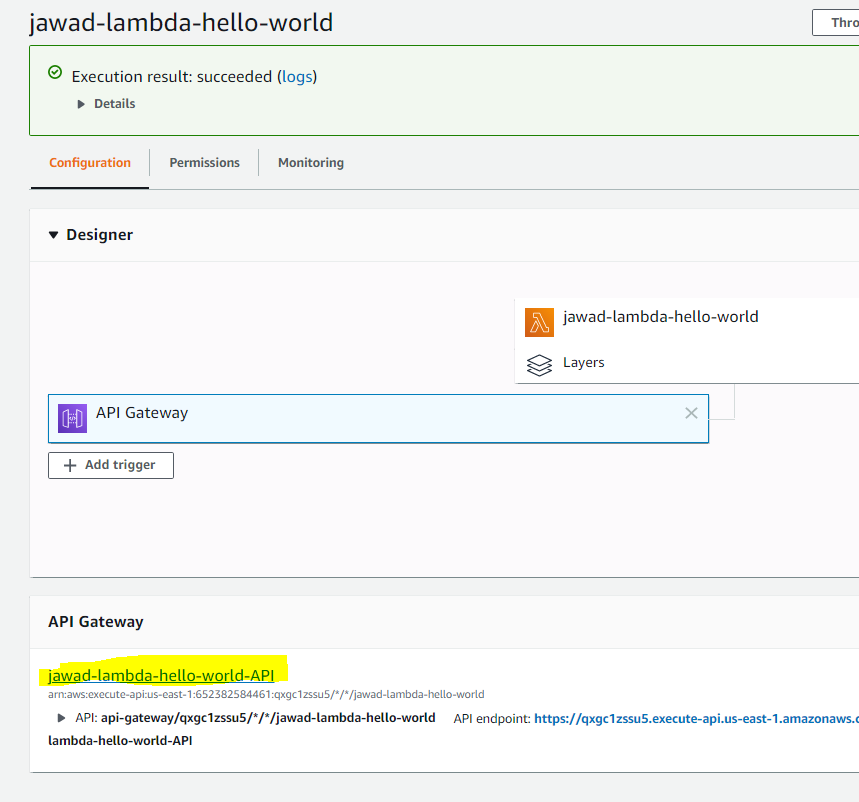 jawad-lambda-hello-world
Execution result: succeeded (logs)
Details
Configuration Permissions Monitoring
Designer
jawad-lambda-hello-world
Layers
API Gateway
Add trigger
API Gateway
jawad-lambda-hello-world-API
arn:aws:execute-api:us-east-1:652382584461:qxgc1zssu5/*/*/jawad-lambda-hello-world
API: api-gateway/qxgc1zssu5/*/*/jawad-lambda-hello-world API endpoint: https://qxgc1zssu5.execute-api.us-east-1.amazonaws.
lambda-hello-world-API